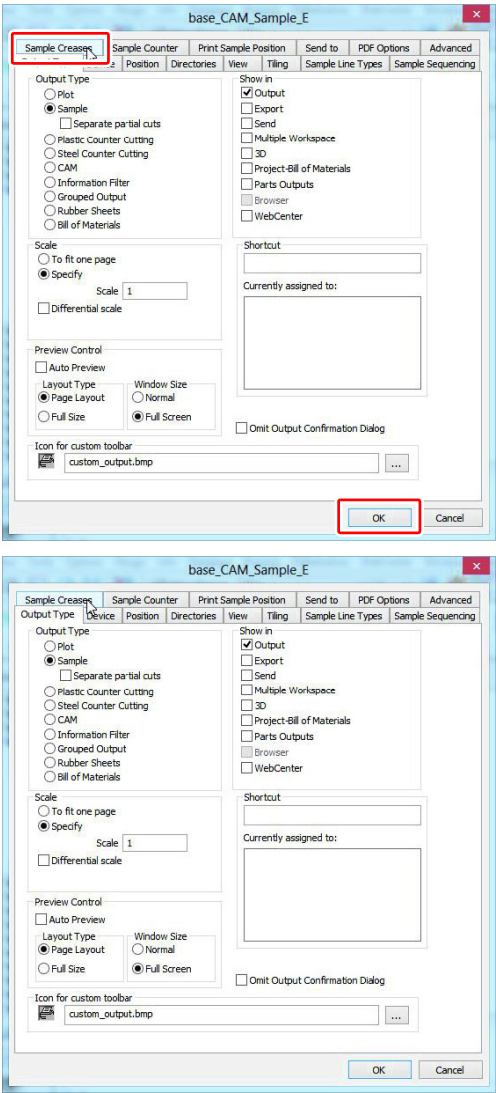 base_CAM_Sample_E
Sample Creases Sample Counter Print Sample Position Send to PDF Options Advanced
Position Directories View Tiling Sample Line Types Sample Sequencing
Output Type
Plot
Sample
Separate partial cuts
Plastic Counter Cutting
Steel Counter Cutting
CAM
Information Filter
Grouped Output
Rubber Sheets
Bill of Materials
Show in
Output
Export
Send
Multiple Workspace
3D
Project-Bill of Materials
Parts Outputs
Browser
WebCenter
Scale
To fit one page
Specify
Scale 1
Differential scale
Shortcut
Currently assigned to:
Preview Control
Auto Preview
Layout Type
Page Layout
Full Size
Window Size
Normal
Full Screen
Omit Output Confirmation Dialog
Icon for custom toolbar
custom_output.bmp ...
OK Cancel
base_CAM_Sample_E
Sample Creases Sample Counter Print Sample Position Send to PDF Options Advanced
Output Type Device Position Directories View Tiling Sample Line Types Sample Sequencing
Output Type
Plot
Sample
Separate partial cuts
Plastic Counter Cutting
Steel Counter Cutting
CAM
Information Filter
Grouped Output
Rubber Sheets
Bill of Materials
Show in
Output
Export
Send
Multiple Workspace
3D
Project-Bill of Materials
Parts Outputs
Browser
WebCenter
Scale
To fit one page
Specify
Scale 1
Differential scale
Shortcut
Currently assigned to:
Preview Control
Auto Preview
Layout Type
Page Layout
Full Size
Window Size
Normal
Full Screen
Omit Output Confirmation Dialog
Icon for custom toolbar
custom_output.bmp ...
OK Cancel